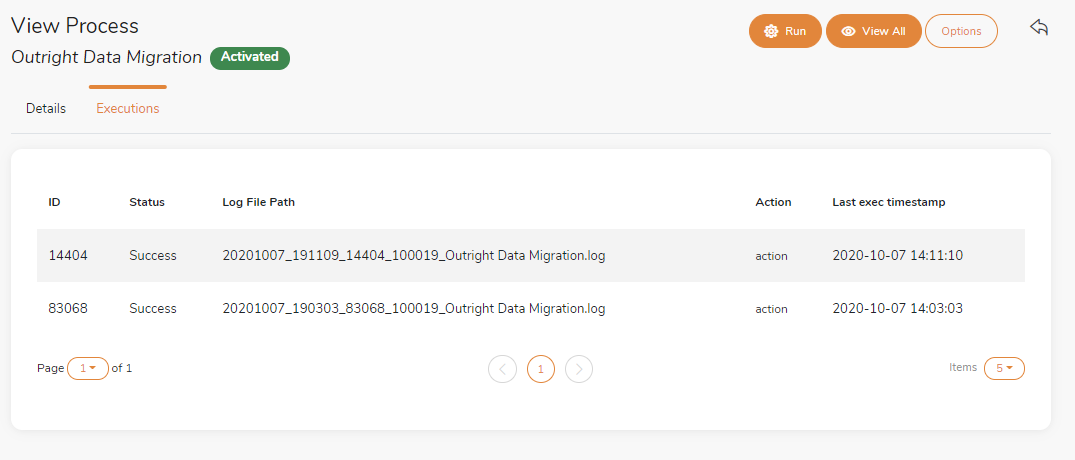 View Process
Run View All Options
Outright Data Migration Activated
Details Executions
ID Status Log File Path Action Last exec timestamp
14404 Success 20201007_191109_14404_100019_Outright Data Migration.log action 2020-10-07 14:11:10
83068 Success 20201007_190303_83068_100019_Outright Data Migration.log action 2020-10-07 14:03:03
Page 1 of 1 1 Items 5